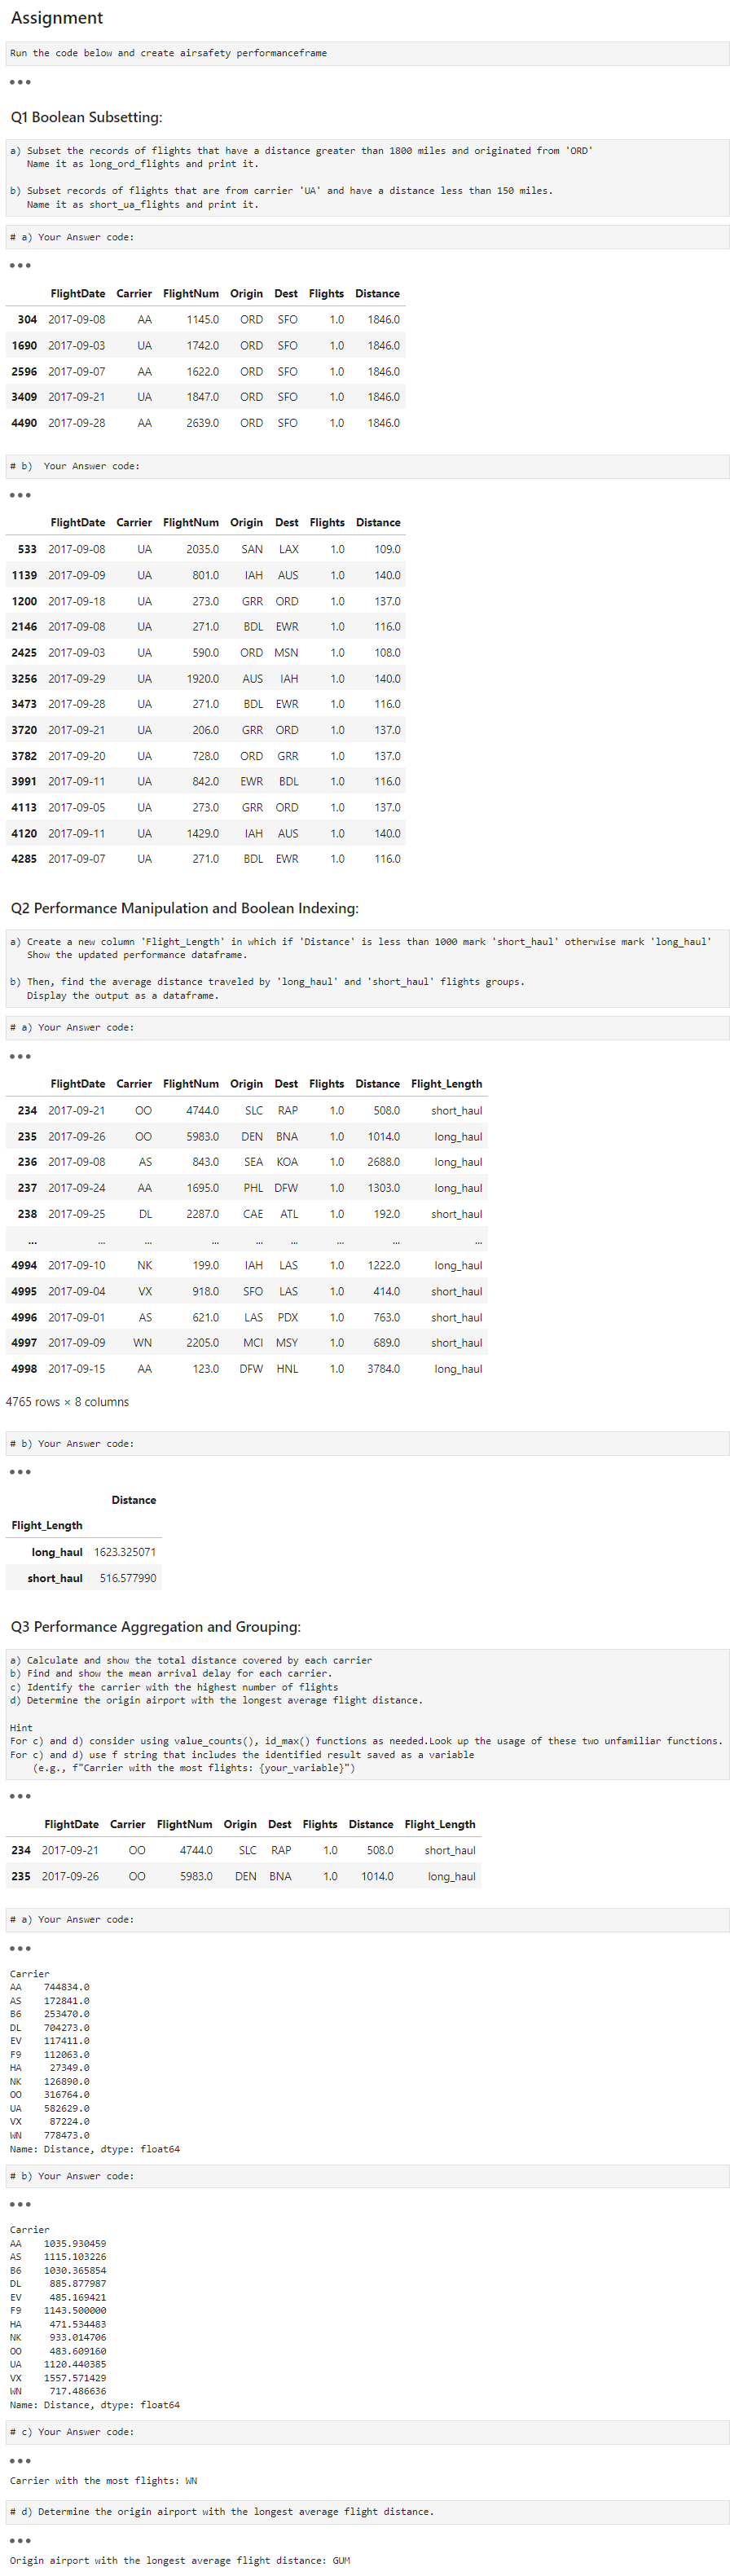 Assignment
Run the code below and create airsafety performanceframe
Q1 Boolean Subsetting:
a) Subset the records of flights that have a distance greater than 1800 miles and originated from 'ORD'
Name it as long_ord_flights and print it.
b) Subset records of flights that are from carrier 'UA' and have a distance less than 150 miles.
Name it as short_ua_flights and print it.
# a) Your Answer code:
FlightDate Carrier FlightNum Origin Dest Flights Distance
304 2017-09-08 AA 1145.0 ORD SFO 1.0 1846.0
1690 2017-09-03 UA 1742.0 ORD SFO 1.0 1846.0
2596 2017-09-07 AA 1622.0 ORD SFO 1.0 1846.0
3409 2017-09-21 UA 1847.0 ORD SFO 1.0 1846.0
4490 2017-09-28 AA 2639.0 ORD SFO 1.0 1846.0
# b)  Your Answer code:
FlightDate Carrier FlightNum Origin Dest Flights Distance
533 2017-09-08 UA 2035.0 SAN LAX 1.0 109.0
1139 2017-09-09 UA 801.0 IAH AUS 1.0 140.0
1200 2017-09-18 UA 273.0 GRR ORD 1.0 137.0
2146 2017-09-08 UA 271.0 BDL EWR 1.0 116.0
2425 2017-09-03 UA 590.0 ORD MSN 1.0 108.0
3256 2017-09-29 UA 1920.0 AUS IAH 1.0 140.0
3473 2017-09-28 UA 271.0 BDL EWR 1.0 116.0
3720 2017-09-21 UA 206.0 GRR ORD 1.0 137.0
3782 2017-09-20 UA 728.0 ORD GRR 1.0 137.0
3991 2017-09-11 UA 842.0 EWR BDL 1.0 116.0
4113 2017-09-05 UA 273.0 GRR ORD 1.0 137.0
4120 2017-09-11 UA 1429.0 IAH AUS 1.0 140.0
4285 2017-09-07 UA 271.0 BDL EWR 1.0 116.0
Q2 Performance Manipulation and Boolean Indexing:
a) Create a new column 'Flight_Length' in which if 'Distance' is less than 1000 mark 'short_haul' otherwise mark 'long_haul'
Show the updated performance dataframe.
b) Then, find the average distance traveled by 'long_haul' and 'short_haul' flights groups.
Display the output as a dataframe.
# a) Your Answer code:
FlightDate Carrier FlightNum Origin Dest Flights Distance Flight_Length
234 2017-09-21 OO 4744.0 SLC RAP 1.0 508.0 short_haul
235 2017-09-26 OO 5983.0 DEN BNA 1.0 1014.0 long_haul
236 2017-09-08 AS 843.0 SEA KOA 1.0 2688.0 long_haul
237 2017-09-24 AA 1695.0 PHL DFW 1.0 1303.0 long_haul
238 2017-09-25 DL 2287.0 CAE ATL 1.0 192.0 short_haul
... ... ... ... ... ... ... ... ...
4994 2017-09-10 NK 199.0 IAH LAS 1.0 1222.0 long_haul
4995 2017-09-04 VX 918.0 SFO LAS 1.0 414.0 short_haul
4996 2017-09-01 AS 621.0 LAS PDX 1.0 763.0 short_haul
4997 2017-09-09 WN 2205.0 MCI MSY 1.0 689.0 short_haul
4998 2017-09-15 AA 123.0 DFW HNL 1.0 3784.0 long_haul
4765 rows × 8 columns
# b) Your Answer code:
Distance
Flight_Length
long_haul 1623.325071
short_haul 516.577990
Q3 Performance Aggregation and Grouping:
a) Calculate and show the total distance covered by each carrier
b) Find and show the mean arrival delay for each carrier.
c) Identify the carrier with the highest number of flights
d) Determine the origin airport with the longest average flight distance.
Hint
For c) and d) consider using value_counts(), id_max() functions as needed.Look up the usage of these two unfamiliar functions.
For c) and d) use f string that includes the identified result saved as a variable
(e.g., f"Carrier with the most flights: {your_variable}")
FlightDate Carrier FlightNum Origin Dest Flights Distance Flight_Length
234 2017-09-21 OO 4744.0 SLC RAP 1.0 508.0 short_haul
235 2017-09-26 OO 5983.0 DEN BNA 1.0 1014.0 long_haul
# a) Your Answer code:
Carrier
AA 744834.0
AS 172841.0
B6 253470.0
DL 704273.0
EV 117411.0
F9 112063.0
HA 27349.0
NK 126890.0
OO 316764.0
UA 582629.0
VX 87224.0
WN 778473.0
Name: Distance, dtype: float64
# b) Your Answer code:
Carrier
AA 1035.930459
AS 1115.103226
B6 1030.365854
DL 885.877987
EV 485.169421
F9 1143.500000
HA 471.534483
NK 933.014706
OO 483.609160
UA 1120.440385
VX 1557.571429
WN 717.486636
Name: Distance, dtype: float64
# c) Your Answer code:
Carrier with the most flights: WN
# d) Determine the origin airport with the longest average flight distance.
Origin airport with the longest average flight distance: GUM